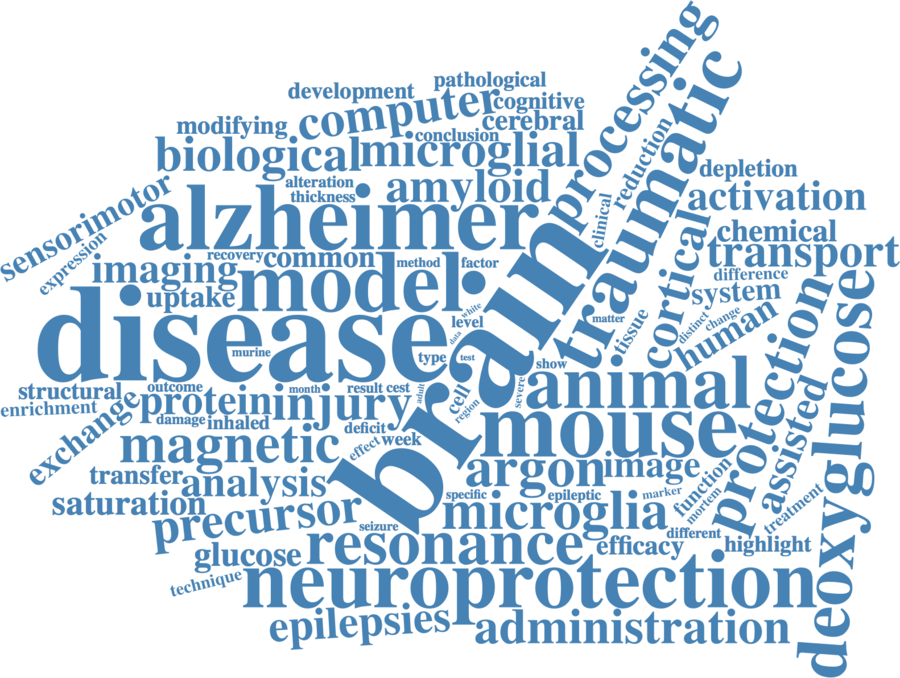 processing
pathological
development
computer
cognitive
cerebral
traumatic
modifying
conclusion
biological
microglial
reduction
depletion
alteration
thickness
amyloid
activation
sensorimotor
alzheimer
clinical
chemical
expression
recovery
common
method
factor
cortical
transport
imaging
model
brain
difference
uptake
system
disease
white
level
data
matter
tissue
distinct
change
human
murine
type
test
show
structural
outcome
month
result
cest
adult
cell
severe
animal
protection
deoxyglucose
enrichment
exchange
protein
injury
region
damage
inhaled
deficit
mouse
assisted
magnetic
effect
week
transfer
analysis
argon
image
function
saturation
precursor
specific
epileptic
marker
mortem
treatment
seizure
microglia
different
glucose
resonance
efficacy
highlight
technique
neuroprotection
epilepsies
administration